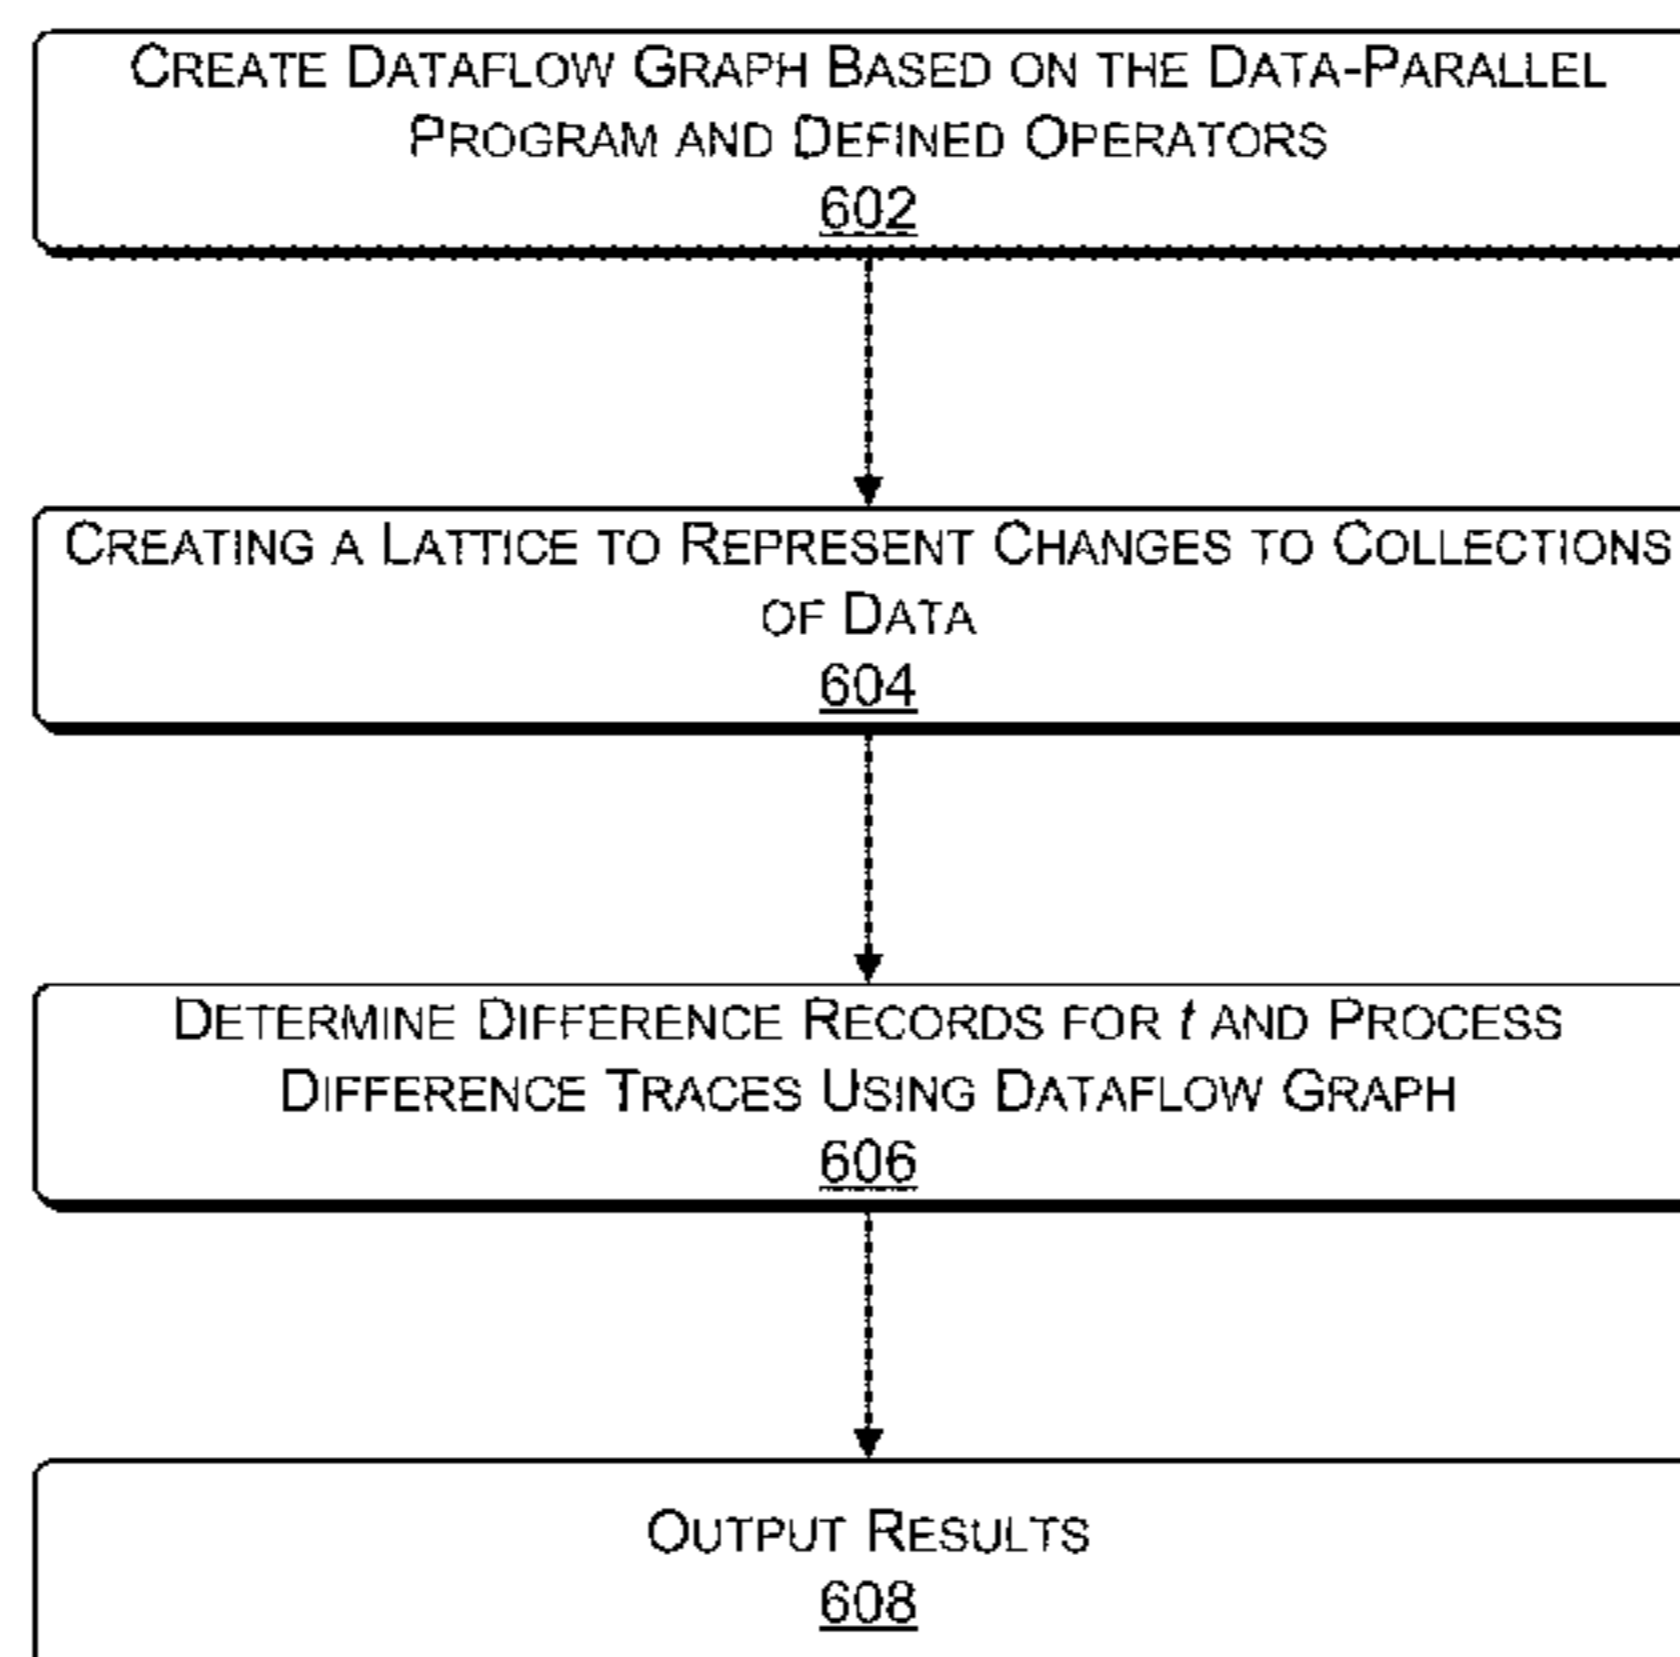 CREATE DATAFLOW GRAPH BASED ON THE DATA-PARALLEL
PROGRAM AND DEFINED OPERATORS
602
CREATING A LATTICE TO REPRESENT CHANGES TO COLLECTIONS
OF DATA
604
DETERMINE DIFFERENCE RECORDS FOR t AND PROCESS
DIFFERENCE TRACES USING DATAFLOW GRAPH
606
OUTPUT RESULTS
608